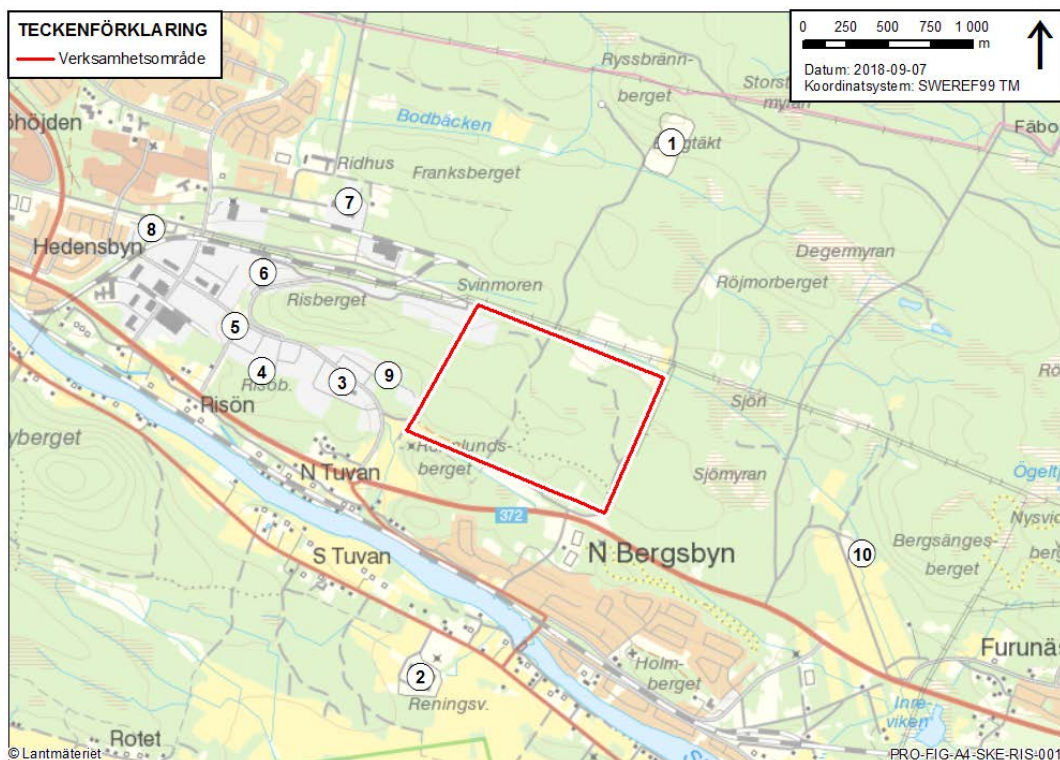 TECKENFÖRKLARING
Verksamhetsområde
0 250 500 750 1 000
m
Datum: 2018-09-07
Koordinatsystem: SWEREF99 TM
Ryssbränn-
berget
myran
Bodbäcken
1
Ridhus
Franksberget
7
8
Hedensbyn
Degermyran
6
Svinmoren
Röjmorberget
Risberget
5
4
3
9
Risön
Sjön
berget
N Tuvan
Sjömyran
372
S Tuvan
N Bergsbyn
10
Bergsänges-
berget
Furunäs
2
Holm-
berget
Reningsv.
Inre-
viken
Rotet
© Lantmäteriet
PRO-FIG-A4-SKE-RIS-001